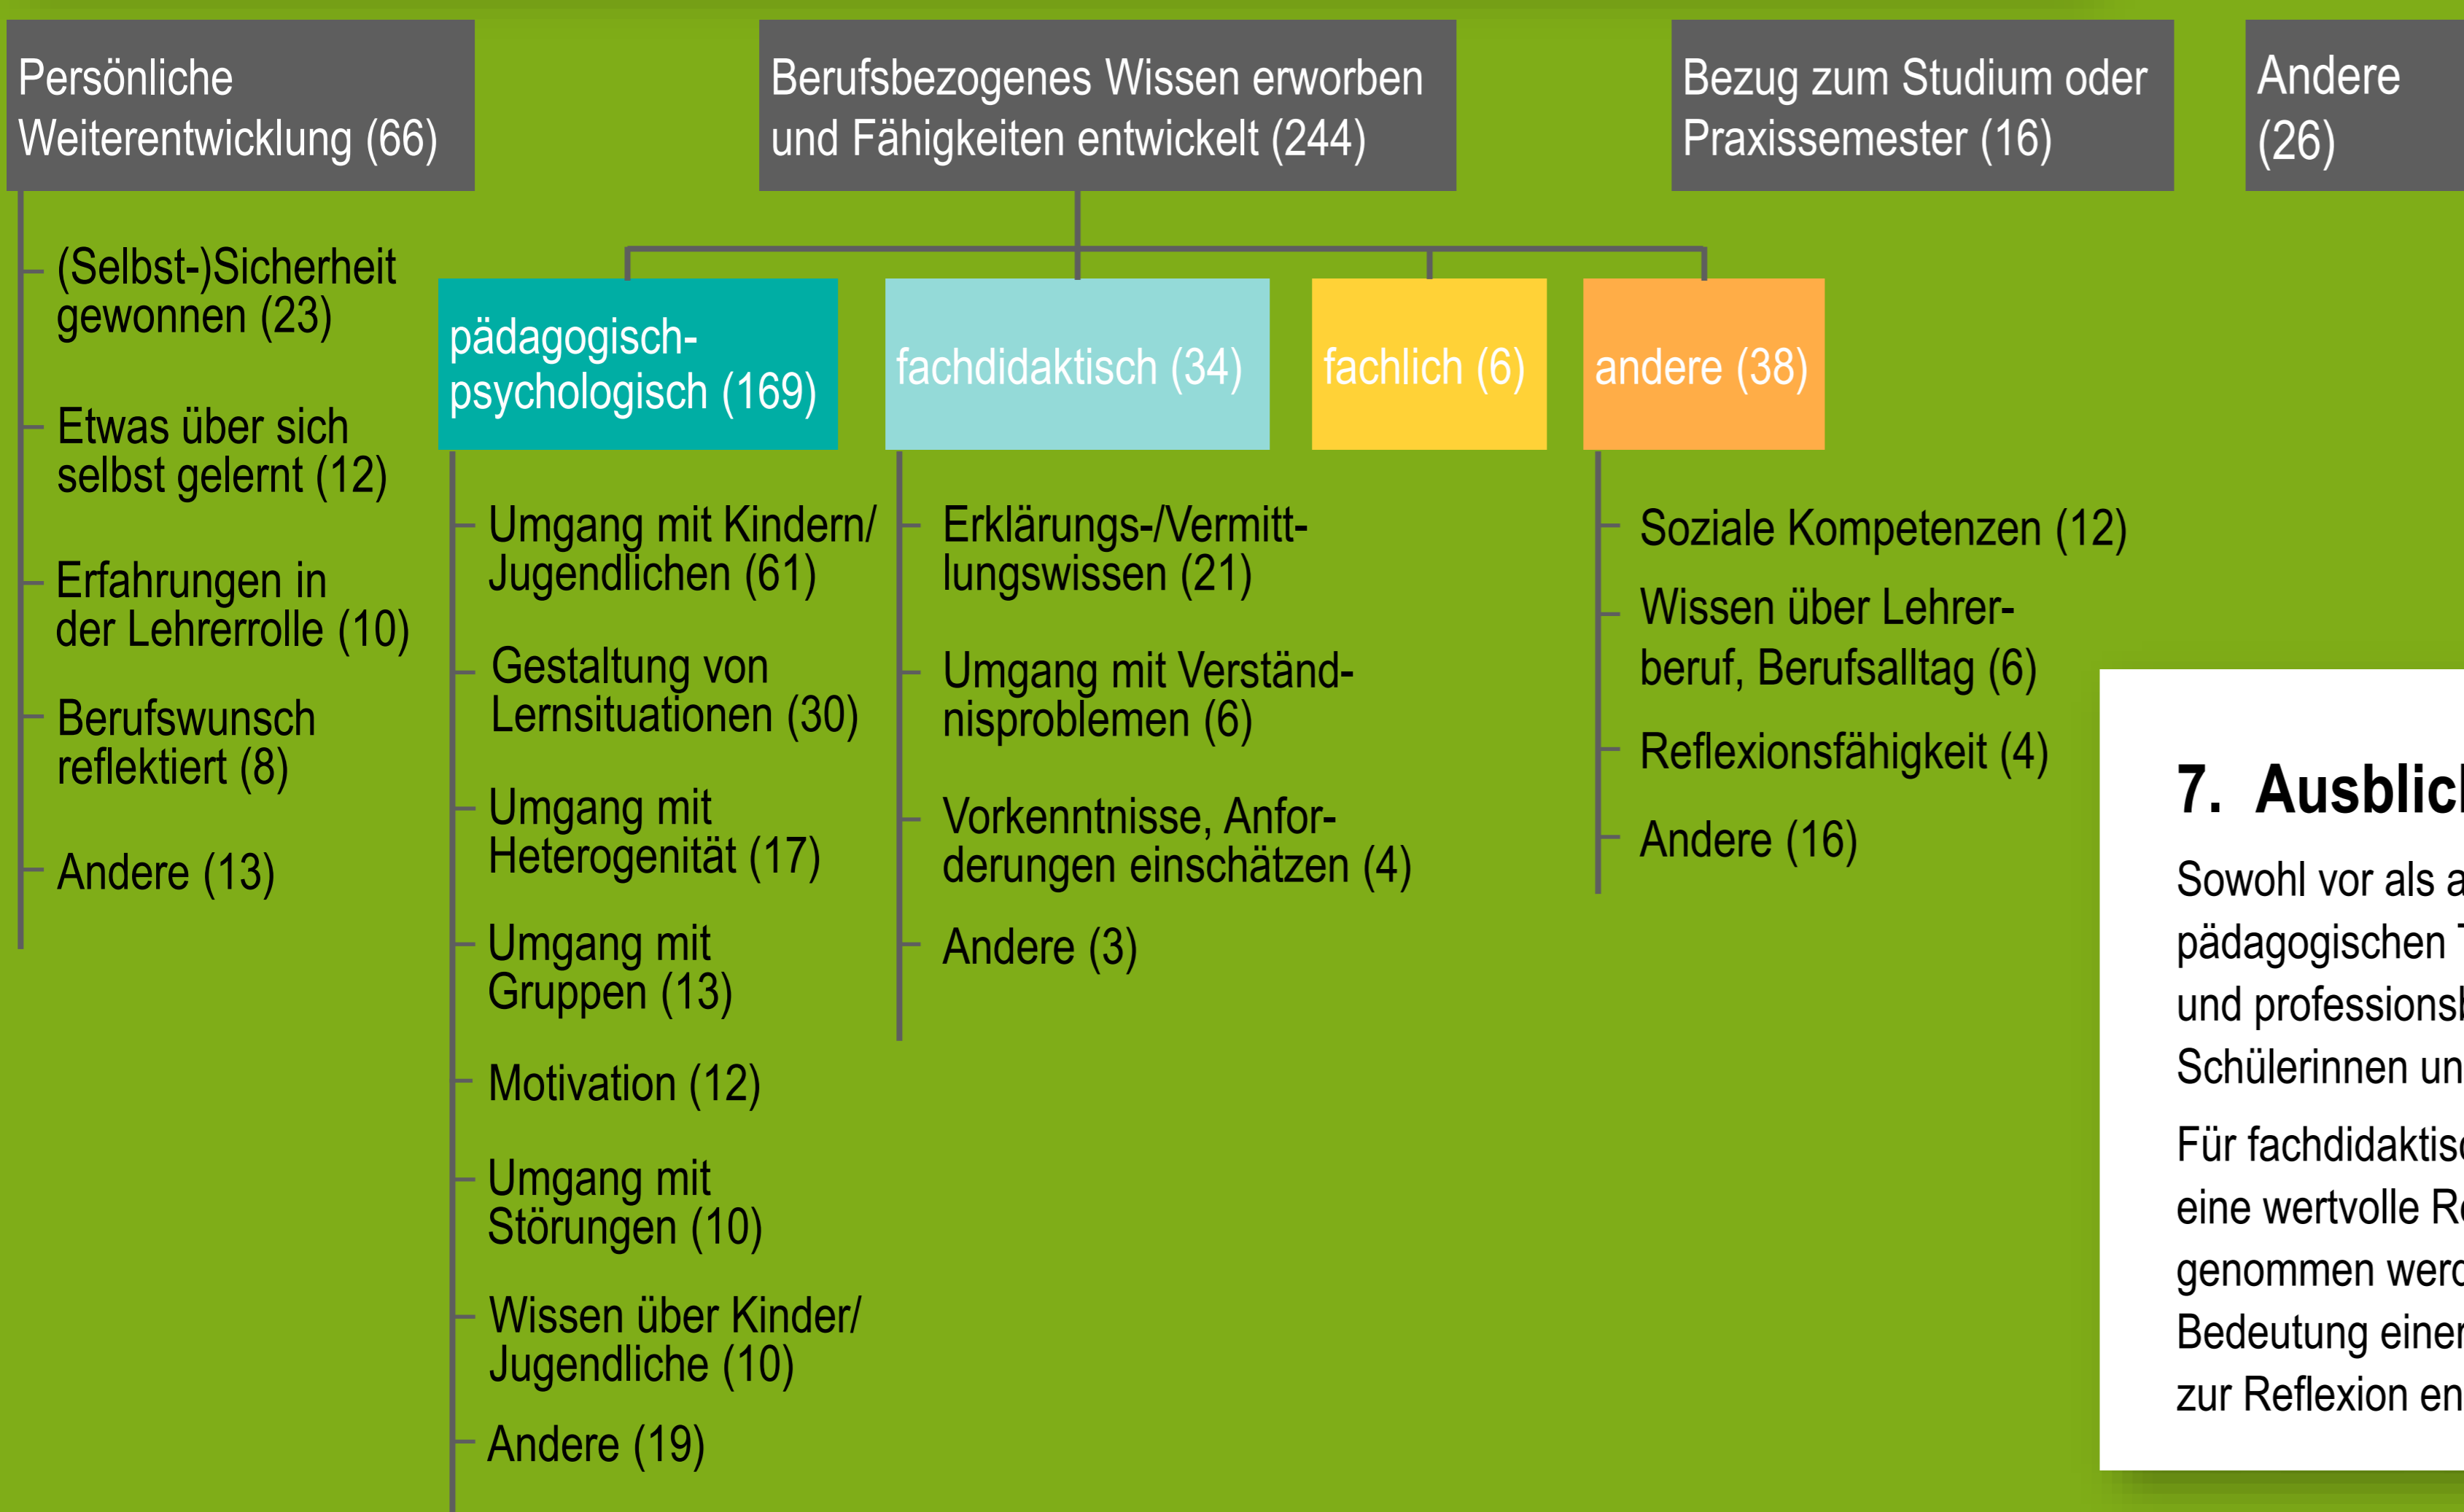 Persönliche
Weiterentwicklung (66)
(Selbst-)Sicherheit
gewonnen (23)
Etwas über sich
selbst gelernt (12)
Erfahrungen in
der Lehrerrolle (10)
Berufswunsch
reflektiert (8)
Andere (13)
Berufsbezogenes Wissen erworben
und Fähigkeiten entwickelt (244)
pädagogisch-
psychologisch (169)
Umgang mit Kindern/
Jugendlichen (61)
Gestaltung von
Lernsituationen (30)
Umgang mit
Heterogenität (17)
Umgang mit
Gruppen (13)
Motivation (12)
Umgang mit
Störungen (10)
Wissen über Kinder/
Jugendliche (10)
Andere (19)
fachdidaktisch (34)
Erklärungs-/Vermitt-
lungswissen (21)
Umgang mit Verständ-
nisproblemen (6)
Vorkenntnisse, Anfor-
derungen einschätzen (4)
Andere (3)
fachlich (6)
andere (38)
Soziale Kompetenzen (12)
Wissen über Lehrer-
beruf, Berufsalltag (6)
Reflexionsfähigkeit (4)
Andere (16)
Bezug zum Studium oder
Praxissemester (16)
Andere
(26)
7. Ausblic
Sowohl vor als a
pädagogischen
und professionsb
Schülerinnen un
Für fachdidaktis
eine wertvolle R
genommen werd
Bedeutung einer
zur Reflexion en